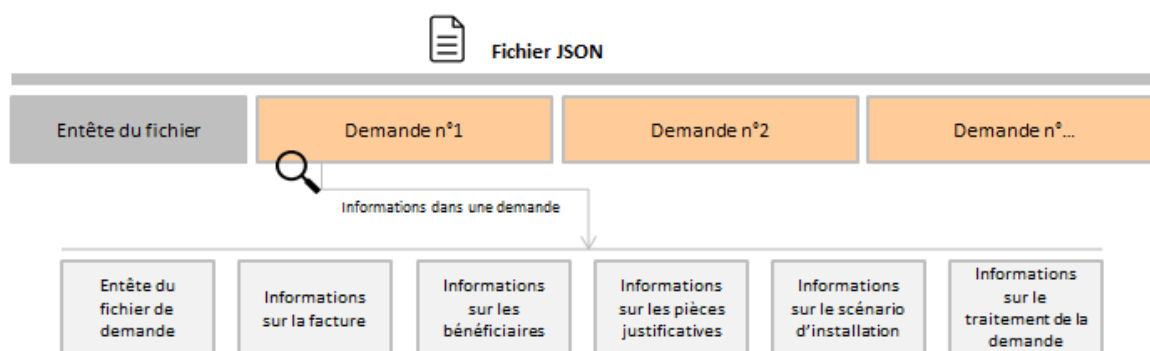 Fichier JSON
Entête du fichier
Demande n°1
Demande n°2
Demande n°...
Informations dans une demande
Entête du
fichier de
demande
Informations
sur la facture
Informations
sur les
bénéficiaires
Informations
sur les pièces
justificatives
Informations
sur le scénario
d'installation
Informations
sur le
traitement de la
demande